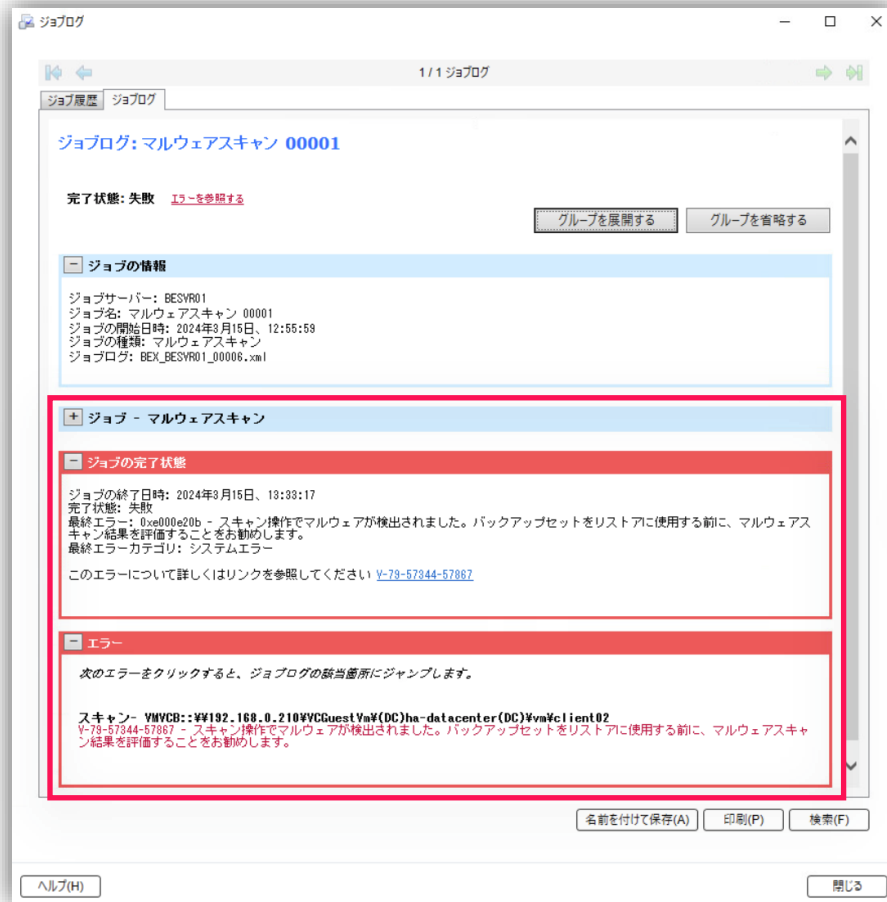 ジョブログ
1 / 1 ジョブログ
ジョブ履歴 ジョブログ
ジョブログ: マルウェアスキャン 00001
完了状態: 失敗 エラーを参照する
グループを展開する グループを省略する
ジョブの情報
ジョブサーバー: BESVR01
ジョブ名: マルウェアスキャン 00001
ジョブの開始日時: 2024年3月15日、12:55:59
ジョブの種類: マルウェアスキャン
ジョブログ: BEX_BESVR01_00006.xml
ジョブ - マルウェアスキャン
ジョブの完了状態
ジョブの終了日時: 2024年3月15日、13:33:17
完了状態: 失敗
最終エラー: 0xe000e20b - スキャン操作でマルウェアが検出されました。バックアップセットをリストアに使用する前に、マルウェアス
キャン結果を評価することをお勧めします。
最終エラーカテゴリ: システムエラー
このエラーについて詳しくはリンクを参照してください V-79-57344-57867
エラー
次のエラーをクリックすると、ジョブログの該当箇所にジャンプします。
スキャン- VMVCB::¥¥192.168.0.210¥VCGuestVm¥(DC)ha-datacenter(DC)¥vm¥client02
V-79-57344-57867 - スキャン操作でマルウェアが検出されました。バックアップセットをリストアに使用する前に、マルウェアスキャ
ン結果を評価することをお勧めします。
名前を付けて保存(A) 印刷(P) 検索(F)
ヘルプ(H) 閉じる